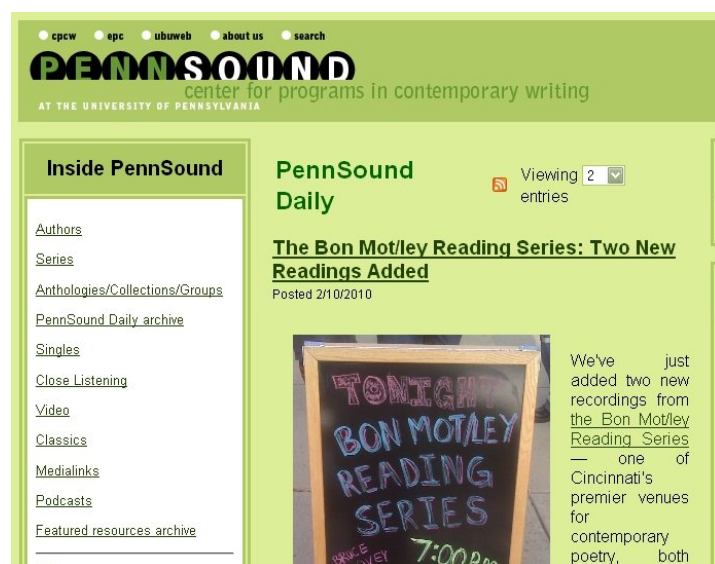 cpcw epc ubuweb about us search
PENNSOUND
center for programs in contemporary writing
AT THE UNIVERSITY OF PENNSYLVANIA
Inside PennSound
Authors
Series
Anthologies/Collections/Groups
PennSound Daily archive
Singles
Close Listening
Video
Classics
Medialinks
Podcasts
Featured resources archive
PennSound
Daily
Viewing 2
entries
The Bon Mot/ley Reading Series: Two New
Readings Added
Posted 2/10/2010
TONIGHT
BON MOT/LEY
READING
SERIES
BRUCE
7:00 P.M
We've just
added two new
recordings from
the Bon Mot/ley
Reading Series
— one of
Cincinnati's
premier venues
for
contemporary
poetry, both